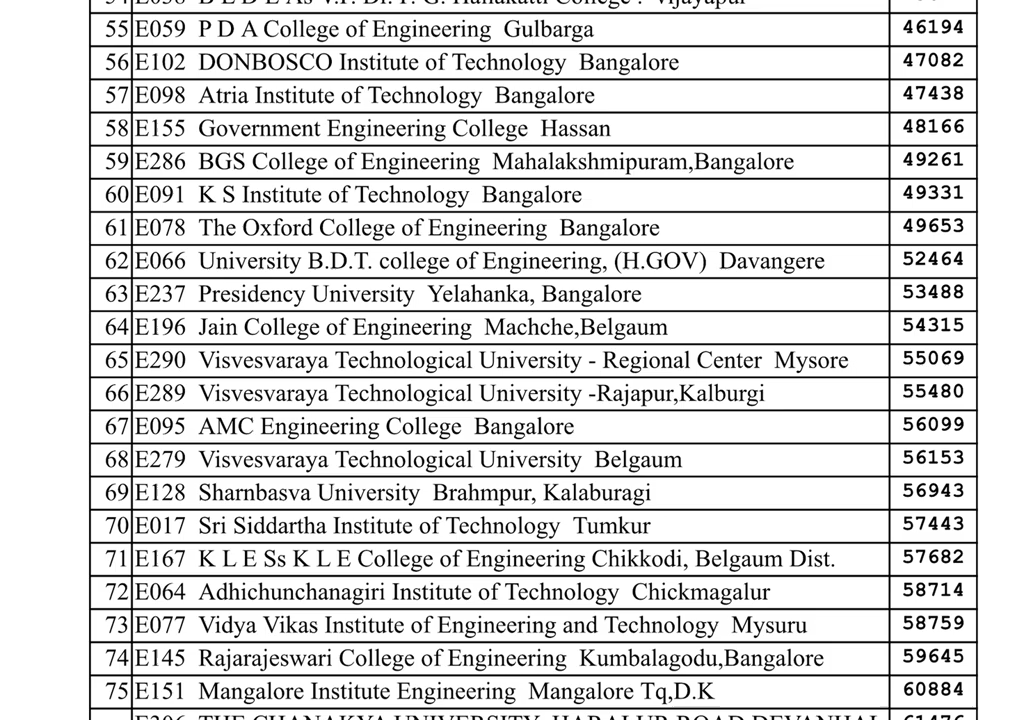 55 E059 P D A College of Engineering Gulbarga 46194
56 E102 DONBOSCO Institute of Technology Bangalore 47082
57 E098 Atria Institute of Technology Bangalore 47438
58 E155 Government Engineering College Hassan 48166
59 E286 BGS College of Engineering Mahalakshmipuram,Bangalore 49261
60 E091 K S Institute of Technology Bangalore 49331
61 E078 The Oxford College of Engineering Bangalore 49653
62 E066 University B.D.T. college of Engineering, (H.GOV) Davangere 52464
63 E237 Presidency University Yelahanka, Bangalore 53488
64 E196 Jain College of Engineering Machche,Belgaum 54315
65 E290 Visvesvaraya Technological University - Regional Center Mysore 55069
66 E289 Visvesvaraya Technological University -Rajapur,Kalburgi 55480
67 E095 AMC Engineering College Bangalore 56099
68 E279 Visvesvaraya Technological University Belgaum 56153
69 E128 Sharnbasva University Brahmpur, Kalaburagi 56943
70 E017 Sri Siddartha Institute of Technology Tumkur 57443
71 E167 K L E Ss K L E College of Engineering Chikkodi, Belgaum Dist. 57682
72 E064 Adhichunchanagiri Institute of Technology Chickmagalur 58714
73 E077 Vidya Vikas Institute of Engineering and Technology Mysuru 58759
74 E145 Rajarajeswari College of Engineering Kumbalagodu,Bangalore 59645
75 E151 Mangalore Institute Engineering Mangalore Tq,D.K 60884